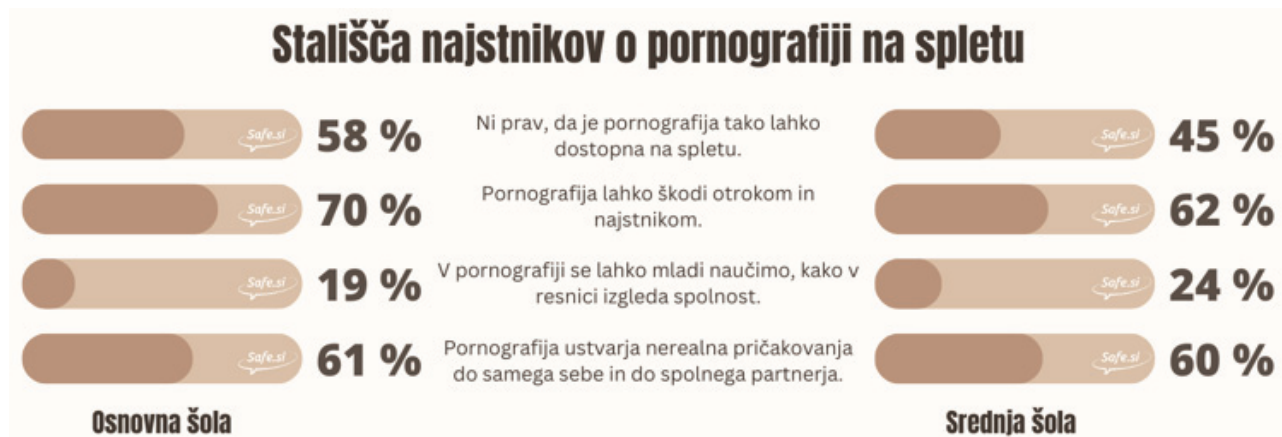 Stališča najstnikov o pornografiji na spletu
Safe.si
58 %
Ni prav, da je pornografija tako lahko
dostopna na spletu.
Safe.si
45 %
Safe.si
70 %
Pornografija lahko škodi otrokom in
najstnikom.
Safe.si
62 %
Safe.si
19 %
V pornografiji se lahko mladi naučimo, kako v
resnici izgleda spolnost.
Safe.si
24 %
Safe.si
61 %
Pornografija ustvarja nerealna pričakovanja
do samega sebe in do spolnega partnerja.
Safe.si
60 %
Osnovna šola
Srednja šola